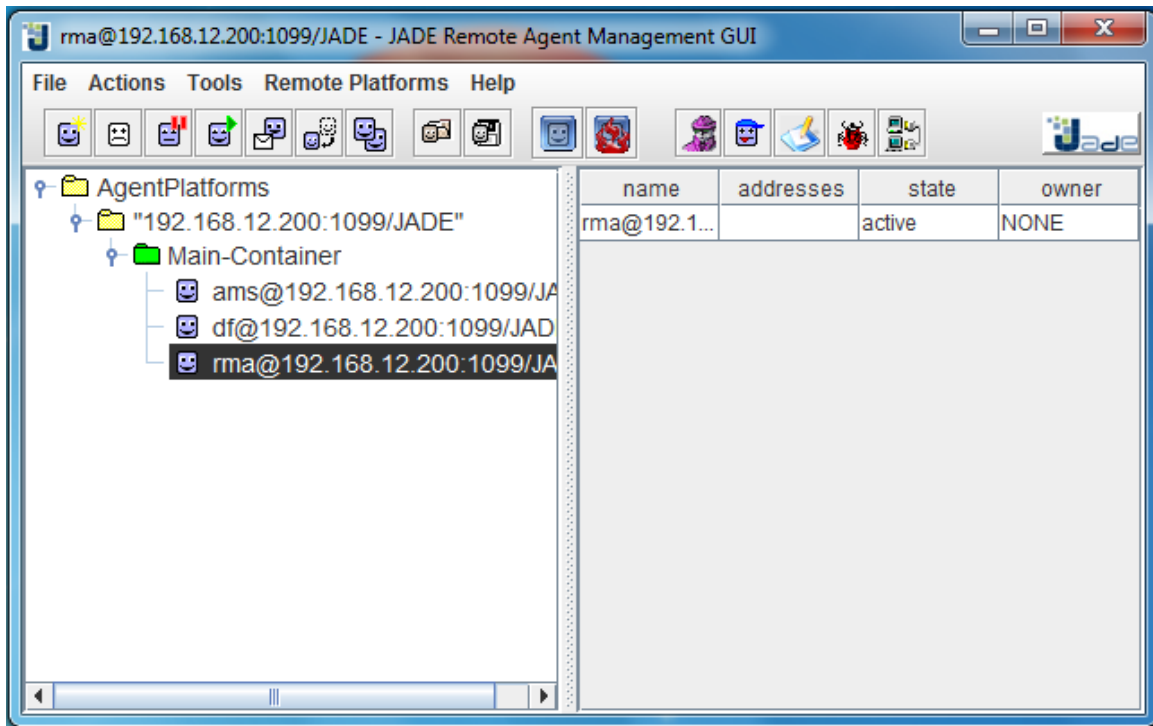 rma@192.168.12.200:1099/JADE - JADE Remote Agent Management GUI
File Actions Tools Remote Platforms Help
Jade
AgentPlatforms
"192.168.12.200:1099/JADE"
Main-Container
ams@192.168.12.200:1099/JA
df@192.168.12.200:1099/JAD
rma@192.168.12.200:1099/JA
name addresses state owner
rma@192.1... active NONE